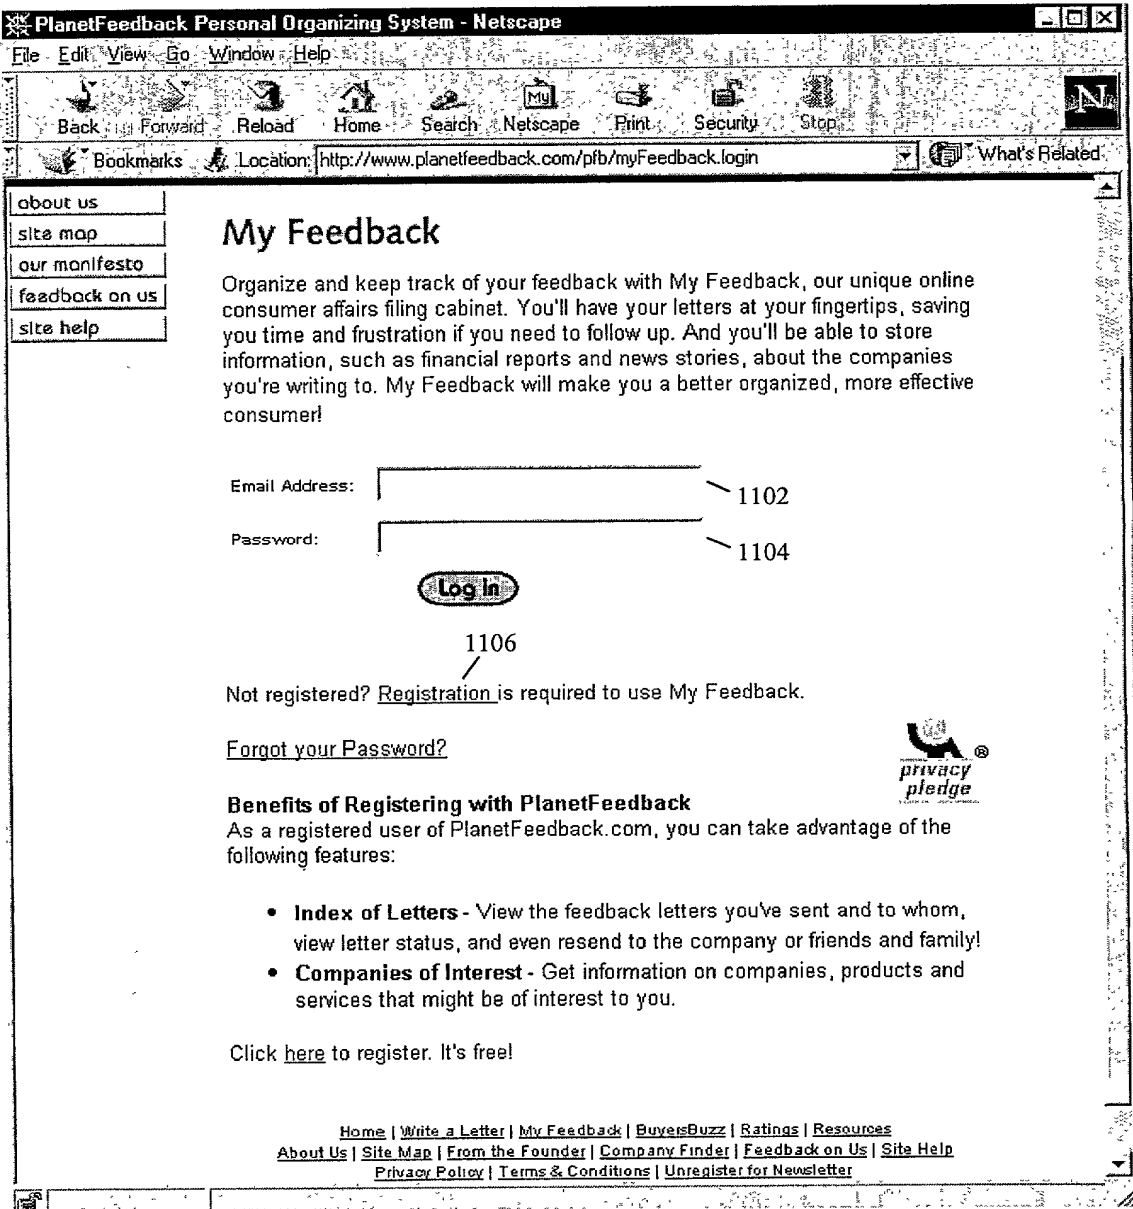 PlanetFeedback Personal Organizing System - Netscape
File Edit View Go Window Help
Back Forward Reload Home Search Netscape Print Security Stop
My
N
Bookmarks Location: http://www.planetfeedback.com/pfb/myFeedback.login What's Related
about us
site map
our manifesto
feedback on us
site help
My Feedback
Organize and keep track of your feedback with My Feedback, our unique online
consumer affairs filing cabinet. You'll have your letters at your fingertips, saving
you time and frustration if you need to follow up. And you'll be able to store
information, such as financial reports and news stories, about the companies
you're writing to. My Feedback will make you a better organized, more effective
consumer!
Email Address: 1102
Password: 1104
Log In
1106
Not registered? Registration is required to use My Feedback.
Forgot your Password?
®
privacy
pledge
Benefits of Registering with PlanetFeedback
As a registered user of PlanetFeedback.com, you can take advantage of the
following features:
• Index of Letters - View the feedback letters you've sent and to whom,
view letter status, and even resend to the company or friends and family!
• Companies of Interest - Get information on companies, products and
services that might be of interest to you.
Click here to register. It's free!
Home | Write a Letter | My Feedback | BuyersBuzz | Ratings | Resources
About Us | Site Map | From the Founder | Company Finder | Feedback on Us | Site Help
Privacy Policy | Terms & Conditions | Unregister for Newsletter